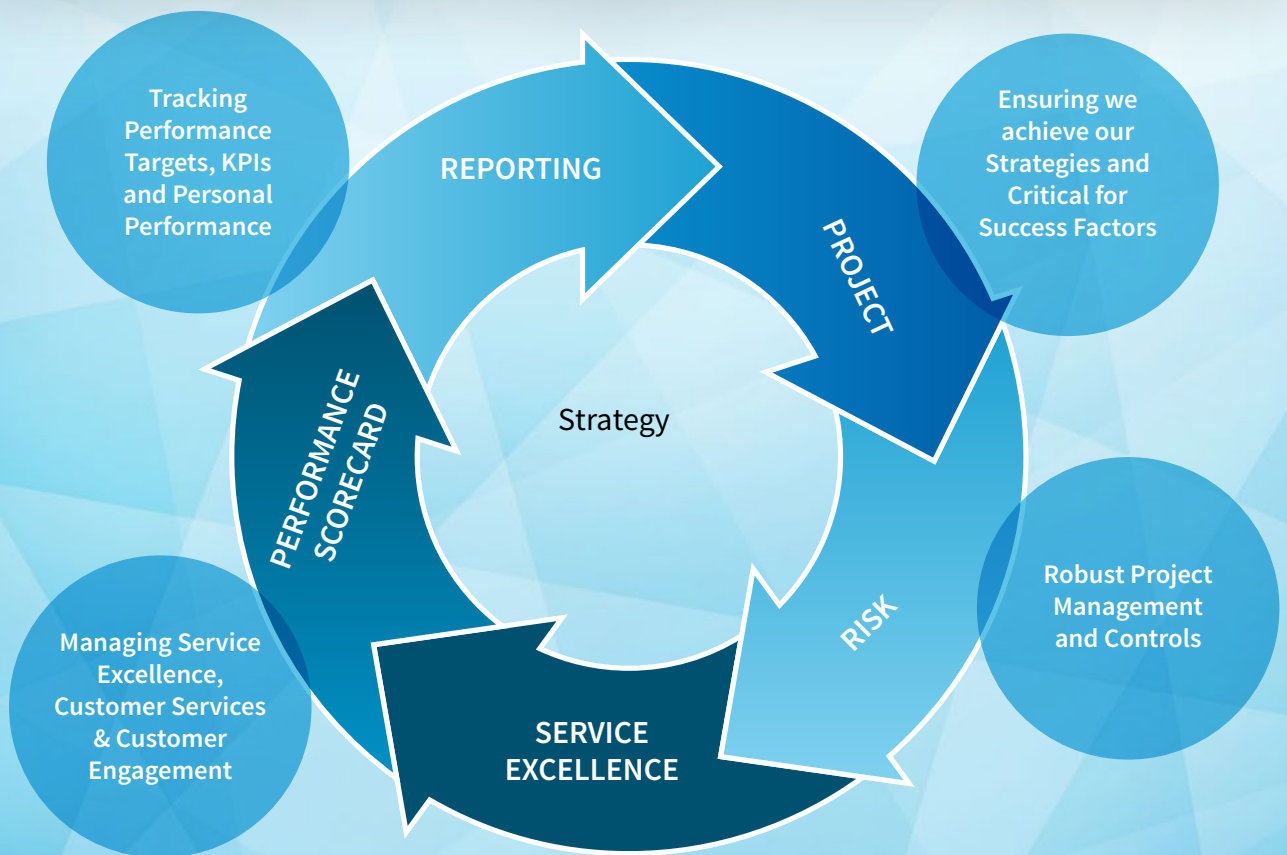 Tracking
Performance
Targets, KPIs
and Personal
Performance
REPORTING
PROJECT
Ensuring we
achieve our
Strategies and
Critical for
Success Factors
Strategy
PERFORMANCE
SCORECARD
RISK
Robust Project
Management
and Controls
SERVICE
EXCELLENCE
Managing Service
Excellence,
Customer Services
& Customer
Engagement